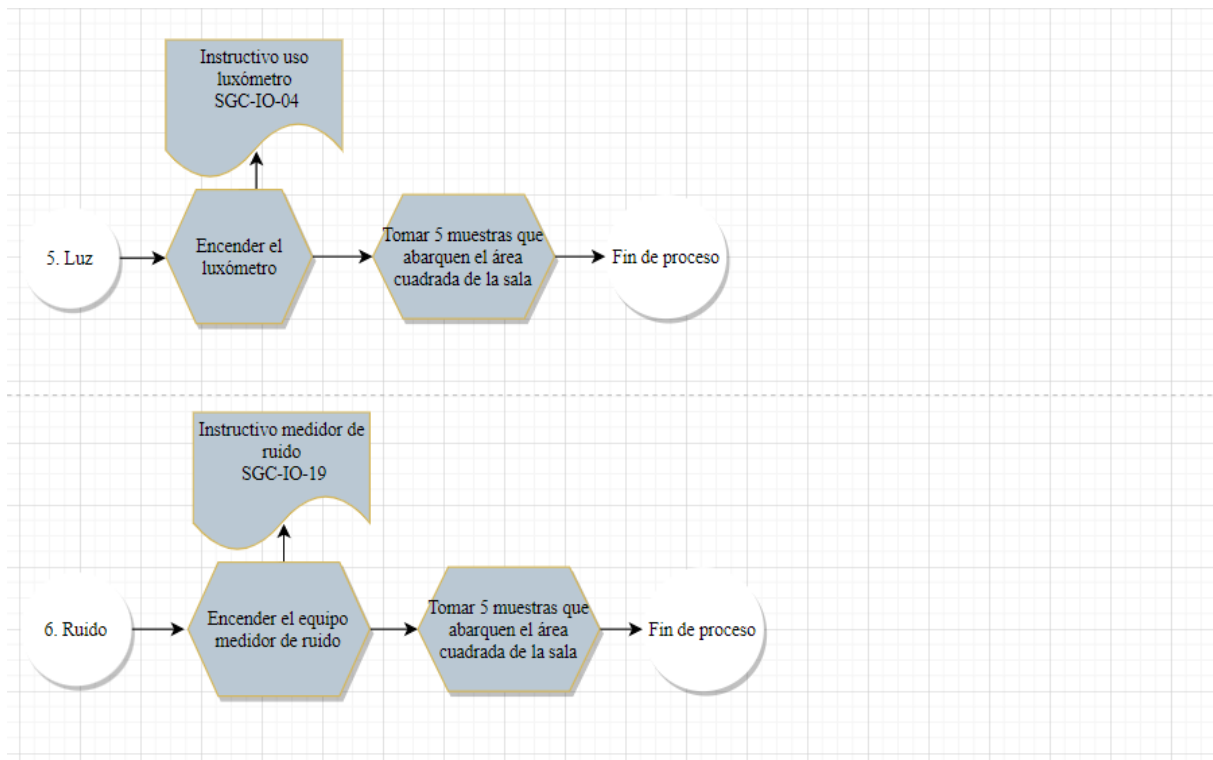 Instructivo uso
luxómetro
SGC-IO-04
5. Luz
Encender el
luxómetro
Tomar 5 muestras que
abarquen el área
cuadrada de la sala
Fin de proceso
Instructivo medidor de
ruido
SGC-IO-19
6. Ruido
Encender el equipo
medidor de ruido
Tomar 5 muestras que
abarquen el área
cuadrada de la sala
Fin de proceso